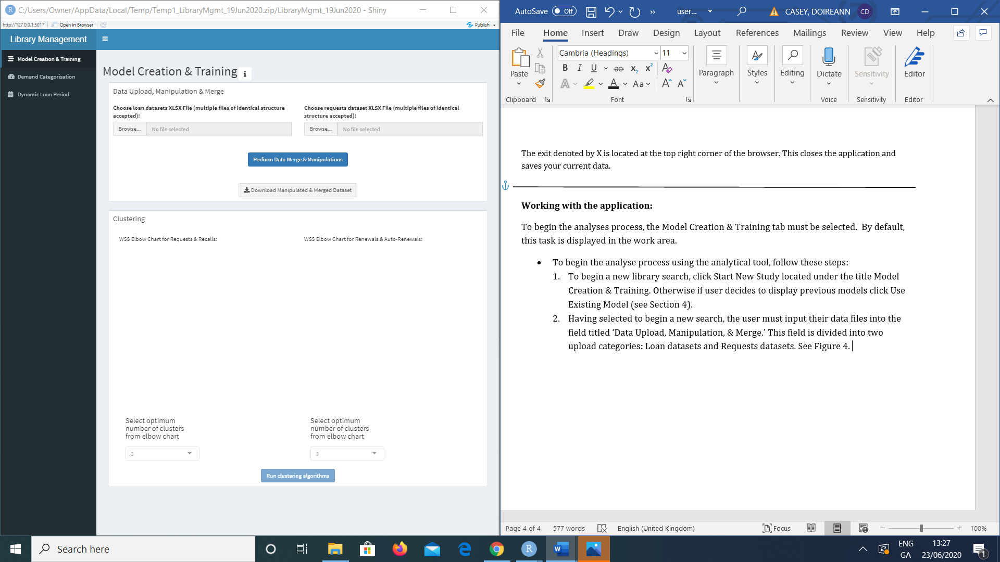 C:/Users/Owner/AppData/Local/Temp/Temp1_LibraryMgmt_19Jun2020.zip/LibraryMgmt_19Jun2020 - Shiny
http://127.0.0.1:5017
Open in Browser
Publish
Library Management
Model Creation & Training
Demand Categorisation
Dynamic Loan Period
Model Creation & Training
Data Upload, Manipulation & Merge
Choose loan datasets XLSX File (multiple files of identical structure
accepted):
Browse...
No file selected
Choose requests dataset XLSX File (multiple files of identical
structure accepted):
Browse...
No file selected
Perform Data Merge & Manipulations
Download Manipulated & Merged Dataset
Clustering
WSS Elbow Chart for Requests & Recalls:
WSS Elbow Chart for Renewals & Auto-Renewals:
Select optimum
number of clusters
from elbow chart
3
Select optimum
number of clusters
from elbow chart
3
Run clustering algorithms
AutoSave
Off
user...
CASEY, DOIREANN
CD
File
Home
Insert
Draw
Design
Layout
References
Mailings
Review
View
Help
Paste
Clipboard
Cambria (Headings)
11
B I U ab x2 x2
A A Aa A A
Font
Paragraph
Styles
Editing
Dictate
Voice
Sensitivity
Sensitivity
Editor
Editor
The exit denoted by X is located at the top right corner of the browser. This closes the application and
saves your current data.
Working with the application:
To begin the analyses process, the Model Creation & Training tab must be selected.  By default,
this task is displayed in the work area.
• To begin the analyse process using the analytical tool, follow these steps:
1. To begin a new library search, click Start New Study located under the title Model
Creation & Training. Otherwise if user decides to display previous models click Use
Existing Model (see Section 4).
2. Having selected to begin a new search, the user must input their data files into the
field titled ‘Data Upload, Manipulation, & Merge.’ This field is divided into two
upload categories: Loan datasets and Requests datasets. See Figure 4.
Page 4 of 4
577 words
English (United Kingdom)
Focus
100%
Search here
ENG
GA
13:27
23/06/2020
1